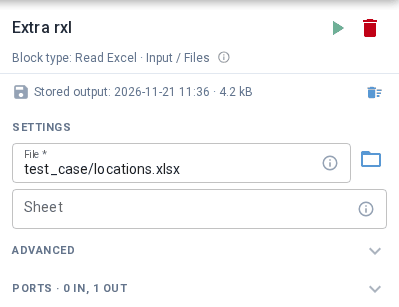 Extra rxl
Block type: Read Excel · Input / Files
Stored output: 2026-11-21 11:36 · 4.2 kB
SETTINGS
File *
test_case/locations.xlsx
Sheet
ADVANCED
PORTS · 0 IN, 1 OUT